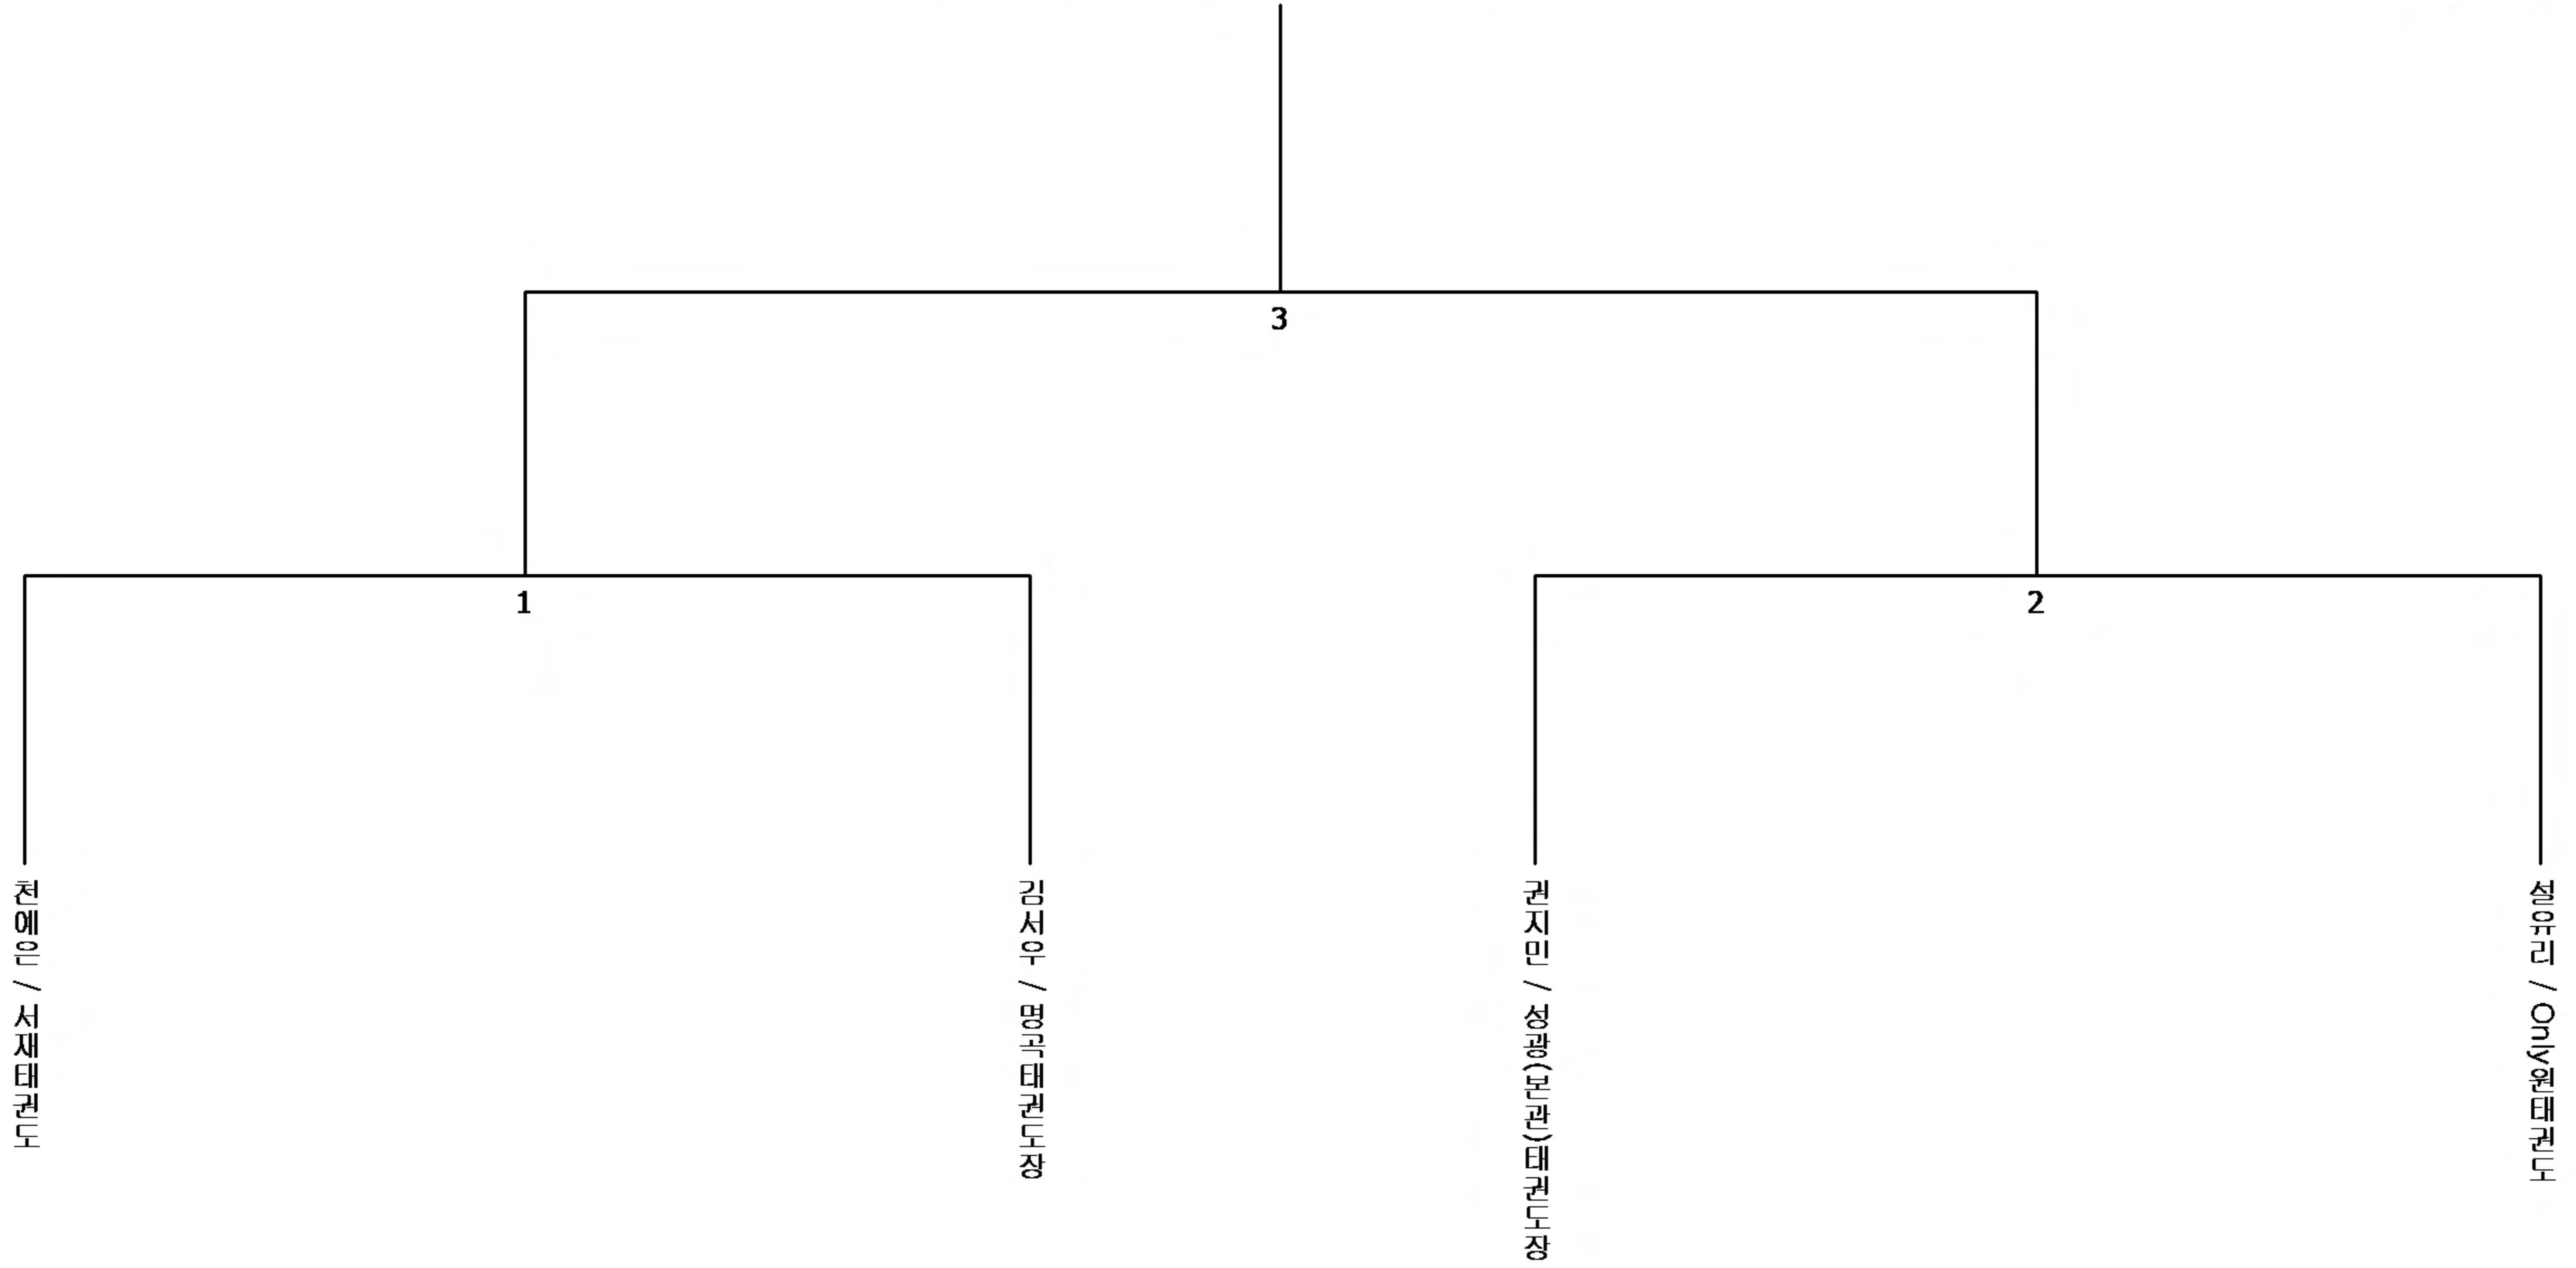 3
1
2
천예은 / 서재태권도
김서우 / 명곡태권도장
권지민 / 성광(본관)태권도장
설유리 / Only원태권도